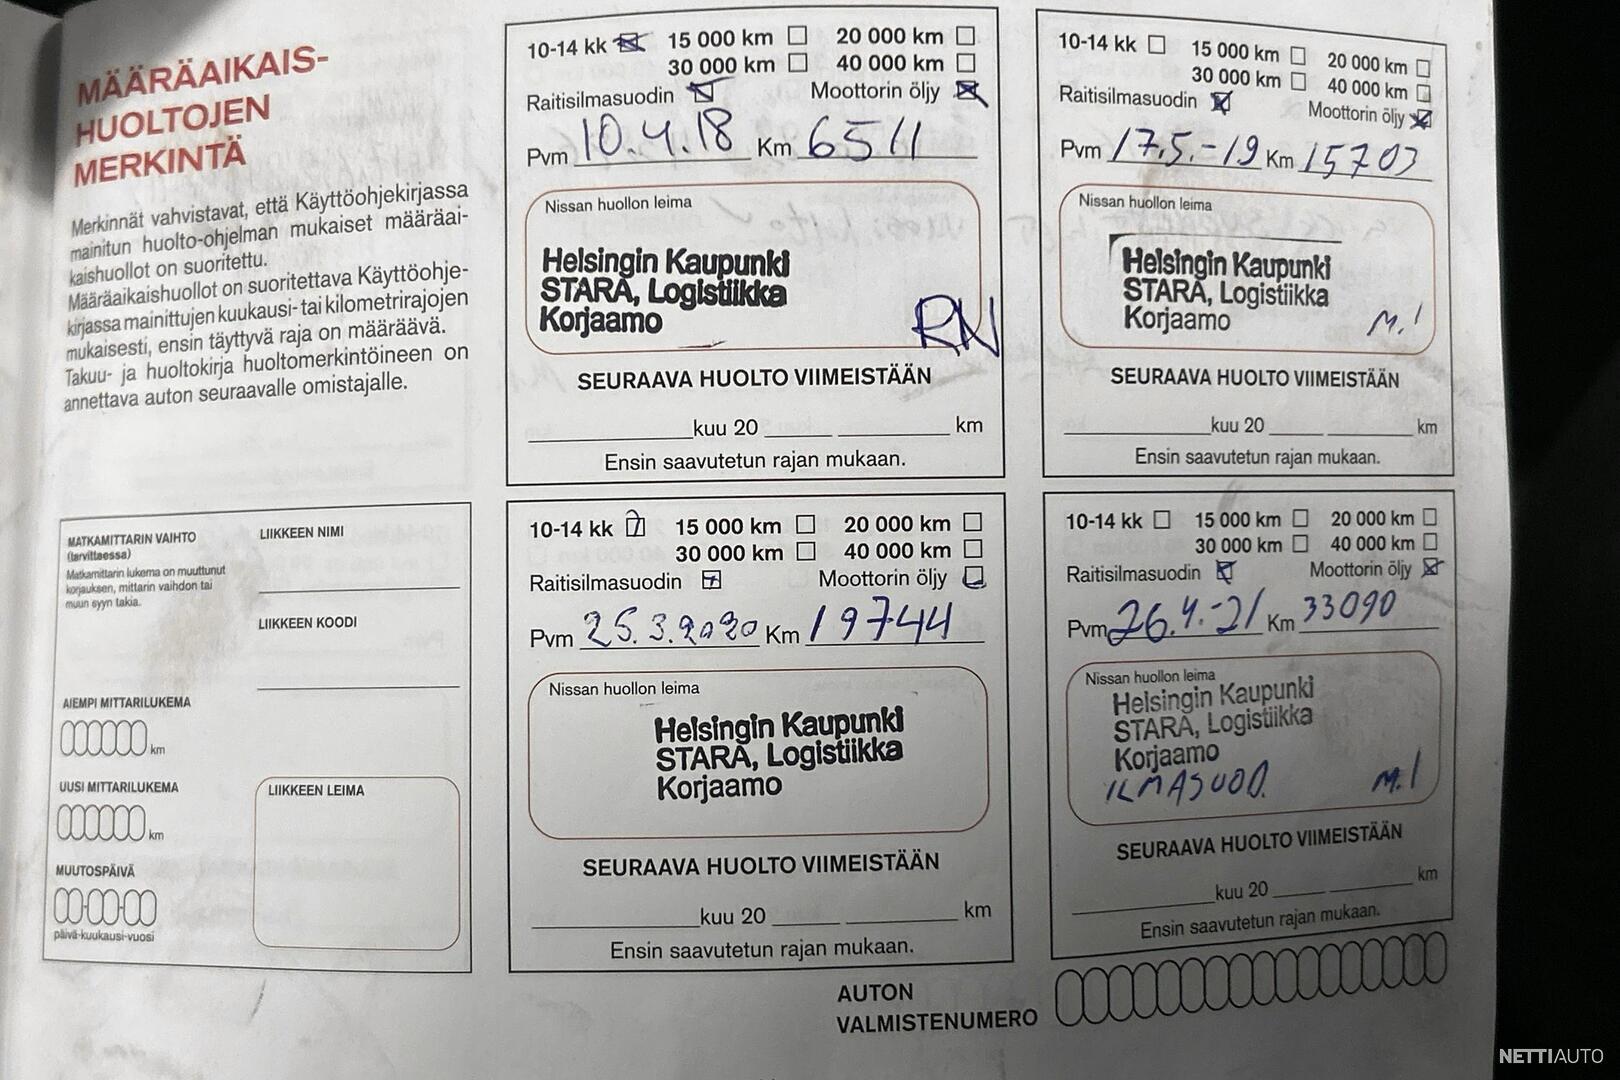 MÄÄRÄAIKAIS-
HUOLTOJEN
MERKINTÄ
Merkinnät vahvistavat, että Käyttöohjekirjassa
mainitun huolto-ohjelman mukaiset määräai-
kaishuollot on suoritettu.
Määräaikaishuollot on suoritettava Käyttöohje-
kirjassa mainittujen kuukausi- tai kilometrirajojen
mukaisesti, ensin täyttyvä raja on määräävä.
Takuu- ja huoltokirja huoltomerkintöineen on
annettava auton seuraavalle omistajalle.
MATKAMITTARIN VAIHTO
(tarvittaessa)
Matkamittarin lukema on muuttunut
korjauksen, mittarin vaihdon tai
muun syyn takia.
LIIKKEEN NIMI
LIIKKEEN KOODI
AIEMPI MITTARILUKEMA
km
UUSI MITTARILUKEMA
km
MUUTOSPÄIVÄ
päivä-kuukausi-vuosi
LIIKKEEN LEIMA
10-14 kk 15 000 km 20 000 km
30 000 km 40 000 km
Raitisilmasuodin Moottorin öljy
Pvm 10.4.18 Km 6511
Nissan huollon leima
Helsingin Kaupunki
STARA, Logistiikka
Korjaamo
RN
SEURAAVA HUOLTO VIIMEISTÄÄN
kuu 20 km
Ensin saavutetun rajan mukaan.
10-14 kk 15 000 km 20 000 km
30 000 km 40 000 km
Raitisilmasuodin Moottorin öljy
Pvm 17.5.-19 Km 15703
Nissan huollon leima
Helsingin Kaupunki
STARA, Logistiikka
Korjaamo
M.I
SEURAAVA HUOLTO VIIMEISTÄÄN
kuu 20 km
Ensin saavutetun rajan mukaan.
10-14 kk 15 000 km 20 000 km
30 000 km 40 000 km
Raitisilmasuodin Moottorin öljy
Pvm 25.3.2020 Km 19744
Nissan huollon leima
Helsingin Kaupunki
STARA, Logistiikka
Korjaamo
SEURAAVA HUOLTO VIIMEISTÄÄN
kuu 20 km
Ensin saavutetun rajan mukaan.
10-14 kk 15 000 km 20 000 km
30 000 km 40 000 km
Raitisilmasuodin Moottorin öljy
Pvm 26.4.-21 Km 33090
Nissan huollon leima
Helsingin Kaupunki
STARA, Logistiikka
Korjaamo
ILMASUOD. M.I
SEURAAVA HUOLTO VIIMEISTÄÄN
kuu 20 km
Ensin saavutetun rajan mukaan.
AUTON
VALMISTENUMERO
NETTIAUTO